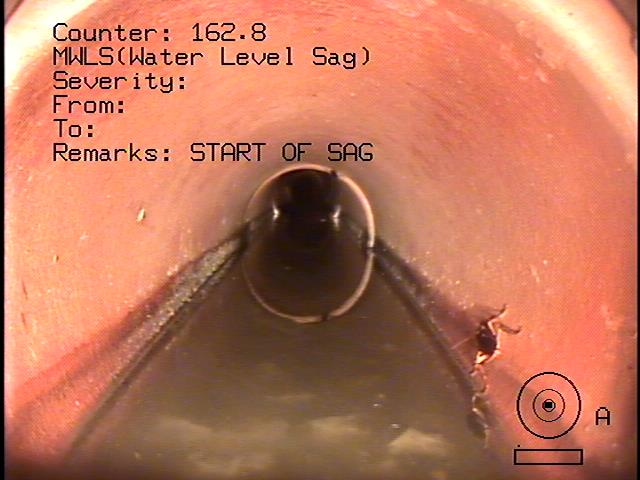 Counter: 162.8
MWLS(Water Level Sag)
Severity:
From:
To:
Remarks: START OF SAG
A